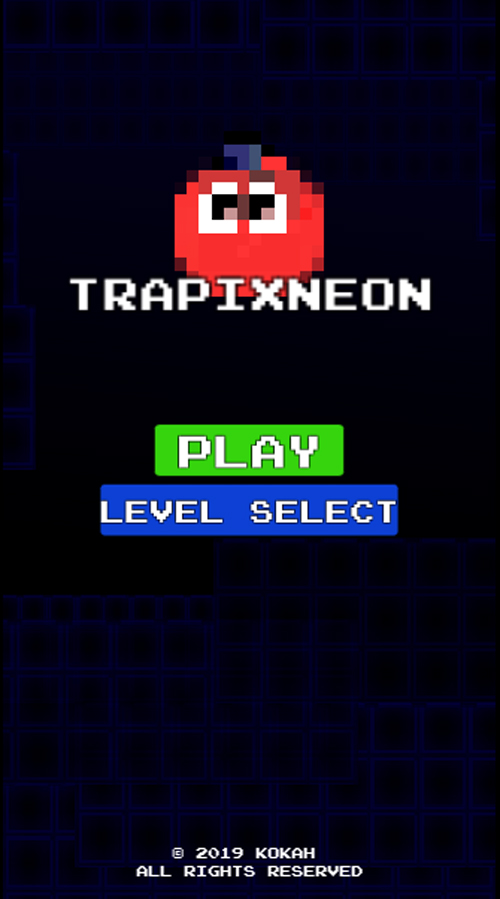 TRAPIXNEON
PLAY
LEVEL SELECT
© 2019 KOKAH
ALL RIGHTS RESERVED